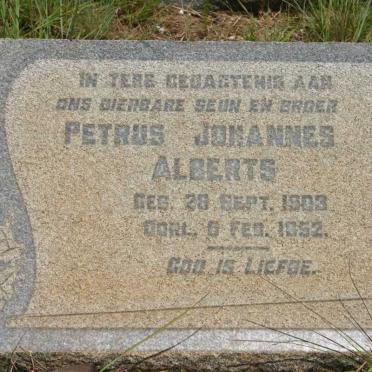 IN TERE GEDAGTENIS AAN
ONS DIERBARE SEUN EN BROER
PETRUS JOHANNES
ALBERTS
GEB. 28 SEPT. 1903
OORL. 6 FEB. 1952.
GOD IS LIEFDE.